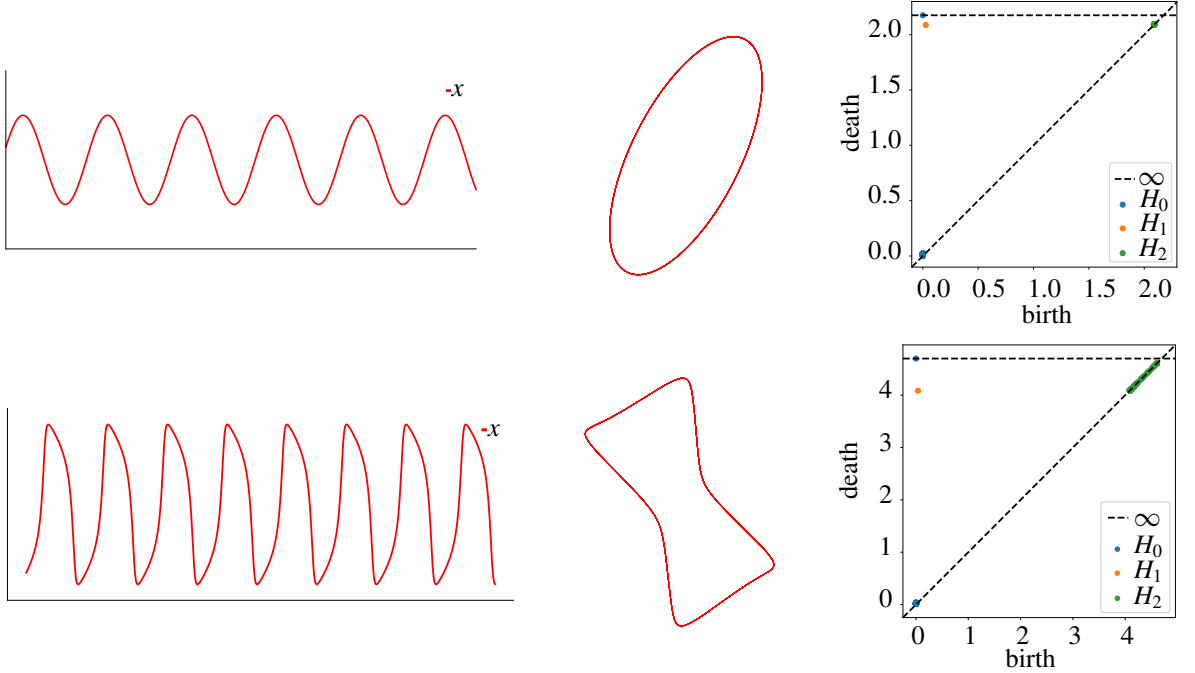 -x
death
2.0
1.5
1.0
0.5
0.0
∞
H₀
H₁
H₂
0.0 0.5 1.0 1.5 2.0
birth
-x
death
4
3
2
1
0
∞
H₀
H₁
H₂
0 1 2 3 4
birth